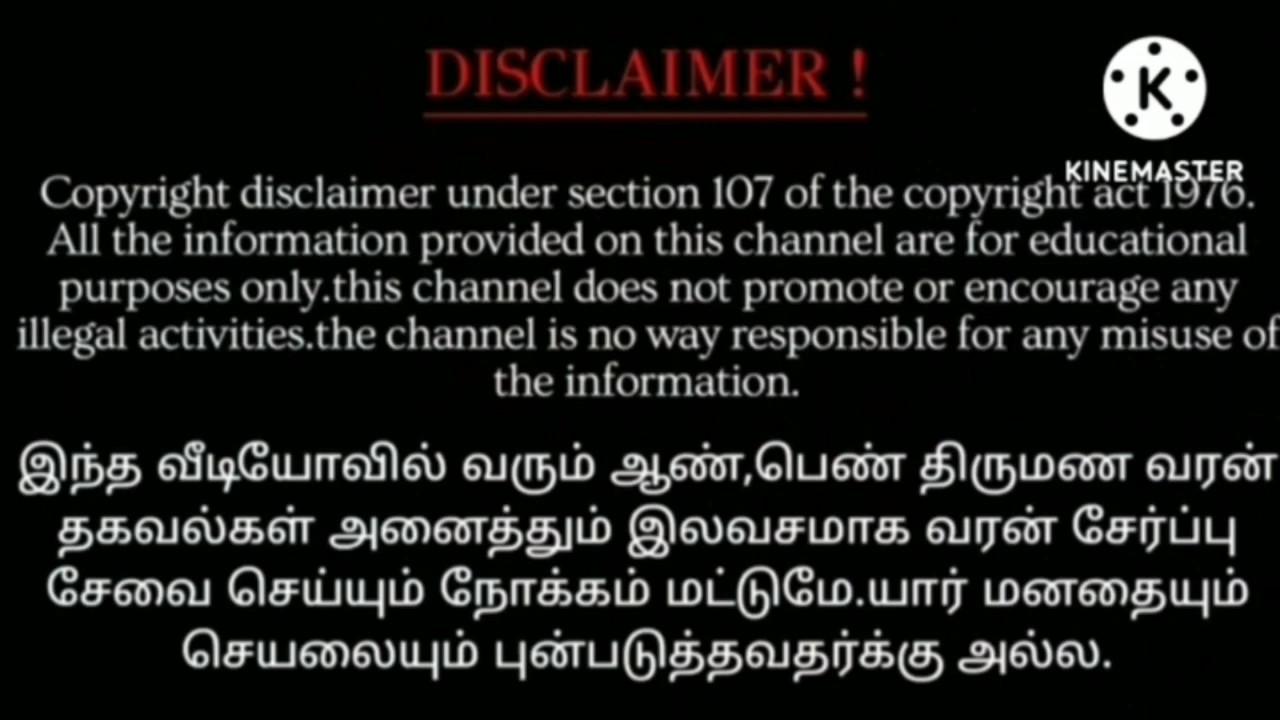 DISCLAIMER !
K
KINEMASTER
Copyright disclaimer under section 107 of the copyright act 1976.
All the information provided on this channel are for educational
purposes only.this channel does not promote or encourage any
illegal activities.the channel is no way responsible for any misuse of
the information.
இந்த வீடியோவில் வரும் ஆண்,பெண் திருமண வரன்
தகவல்கள் அனைத்தும் இலவசமாக வரன் சேர்ப்பு
சேவை செய்யும் நோக்கம் மட்டுமே.யார் மனதையும்
செயலையும் புன்படுத்தவதர்க்கு அல்ல.